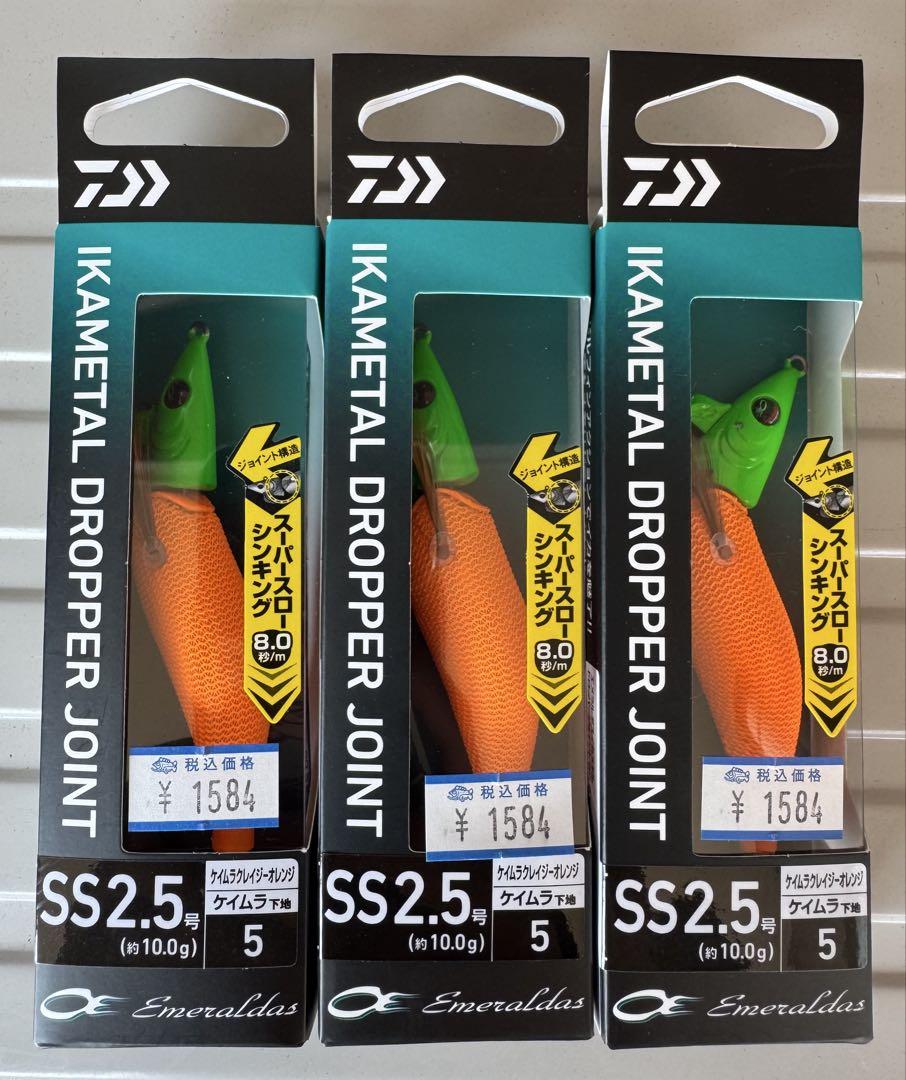 IKAMETAL DROPPER JOINT
ジョイント構造
スーパースロー
シンキング
8.0
秒/m
税込価格
¥ 1584
SS2.5号
(約10.0g)
ケイムラクレイジーオレンジ
ケイムラ下地
5
Emeraldas
IKAMETAL DROPPER JOINT
ジョイント構造
スーパースロー
シンキング
8.0
秒/m
税込価格
¥ 1584
SS2.5号
(約10.0g)
ケイムラクレイジーオレンジ
ケイムラ下地
5
Emeraldas
IKAMETAL DROPPER JOINT
ジョイント構造
スーパースロー
シンキング
8.0
秒/m
税込価格
¥ 1584
SS2.5号
(約10.0g)
ケイムラクレイジーオレンジ
ケイムラ下地
5
Emeraldas